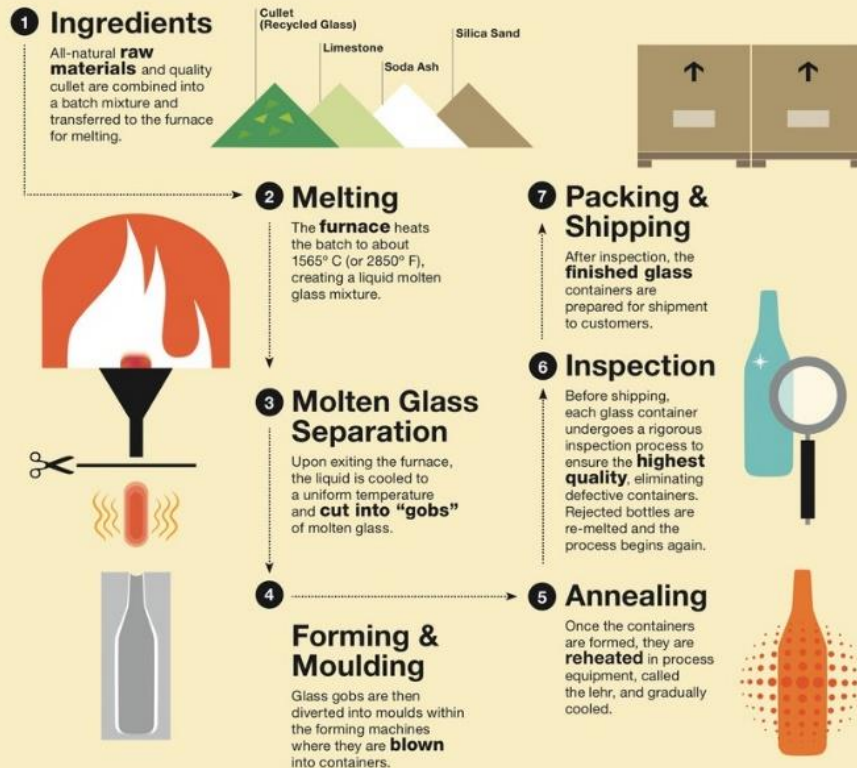 1 Ingredients
All-natural raw
materials and quality
cullet are combined into
a batch mixture and
transferred to the furnace
for melting.
Cullet
(Recycled Glass)
Limestone
Soda Ash
Silica Sand
2 Melting
The furnace heats
the batch to about
1565º C (or 2850º F),
creating a liquid molten
glass mixture.
3 Molten Glass
Separation
Upon exiting the furnace,
the liquid is cooled to
a uniform temperature
and cut into “gobs”
of molten glass.
4
Forming &
Moulding
Glass gobs are then
diverted into moulds within
the forming machines
where they are blown
into containers.
5 Annealing
Once the containers
are formed, they are
reheated in process
equipment, called
the lehr, and gradually
cooled.
6 Inspection
Before shipping,
each glass container
undergoes a rigorous
inspection process to
ensure the highest
quality, eliminating
defective containers.
Rejected bottles are
re-melted and the
process begins again.
7 Packing &
Shipping
After inspection, the
finished glass
containers are
prepared for shipment
to customers.